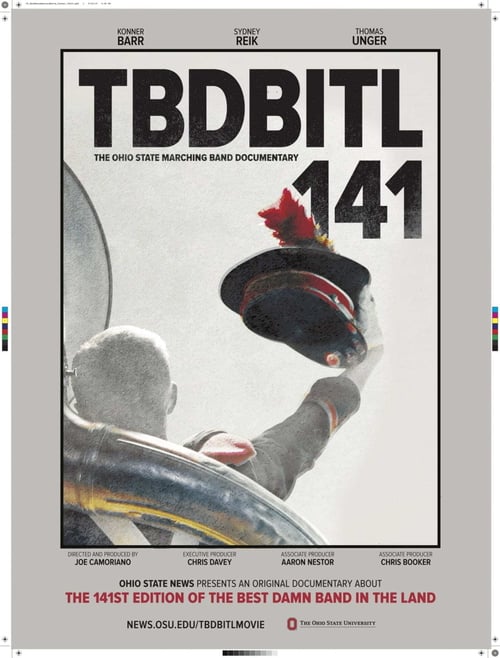 KONNER SYDNEY THOMAS
BARR REIK UNGER
TBDBITL
THE OHIO STATE MARCHING BAND DOCUMENTARY
141
DIRECTED AND PRODUCED BY EXECUTIVE PRODUCER ASSOCIATE PRODUCER ASSOCIATE PRODUCER
JOE CAMORIANO CHRIS DAVEY AARON NESTOR CHRIS BOOKER
OHIO STATE NEWS PRESENTS AN ORIGINAL DOCUMENTARY ABOUT
THE 141ST EDITION OF THE BEST DAMN BAND IN THE LAND
NEWS.OSU.EDU/TBDBITLMOVIE THE OHIO STATE UNIVERSITY